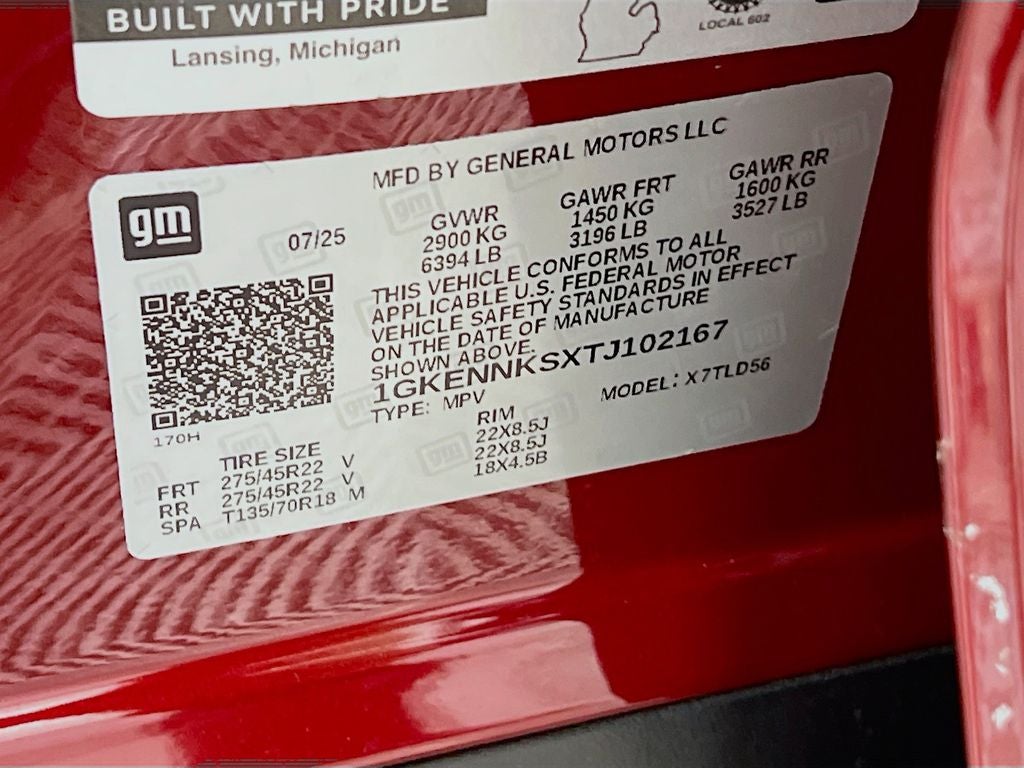 BUILT WITH PRIDE
Lansing, Michigan
LOCAL 602
gm
MFD BY GENERAL MOTORS LLC
07/25
GVWR GAWR FRT GAWR RR
2900 KG 1450 KG 1600 KG
6394 LB 3196 LB 3527 LB
THIS VEHICLE CONFORMS TO ALL
APPLICABLE U.S. FEDERAL MOTOR
VEHICLE SAFETY STANDARDS IN EFFECT
ON THE DATE OF MANUFACTURE
SHOWN ABOVE.
1GKENNKSXTJ102167
TYPE: MPV MODEL: X7TLD56
170H
TIRE SIZE RIM
FRT 275/45R22 V 22X8.5J
RR 275/45R22 V 22X8.5J
SPA T135/70R18 M 18X4.5B